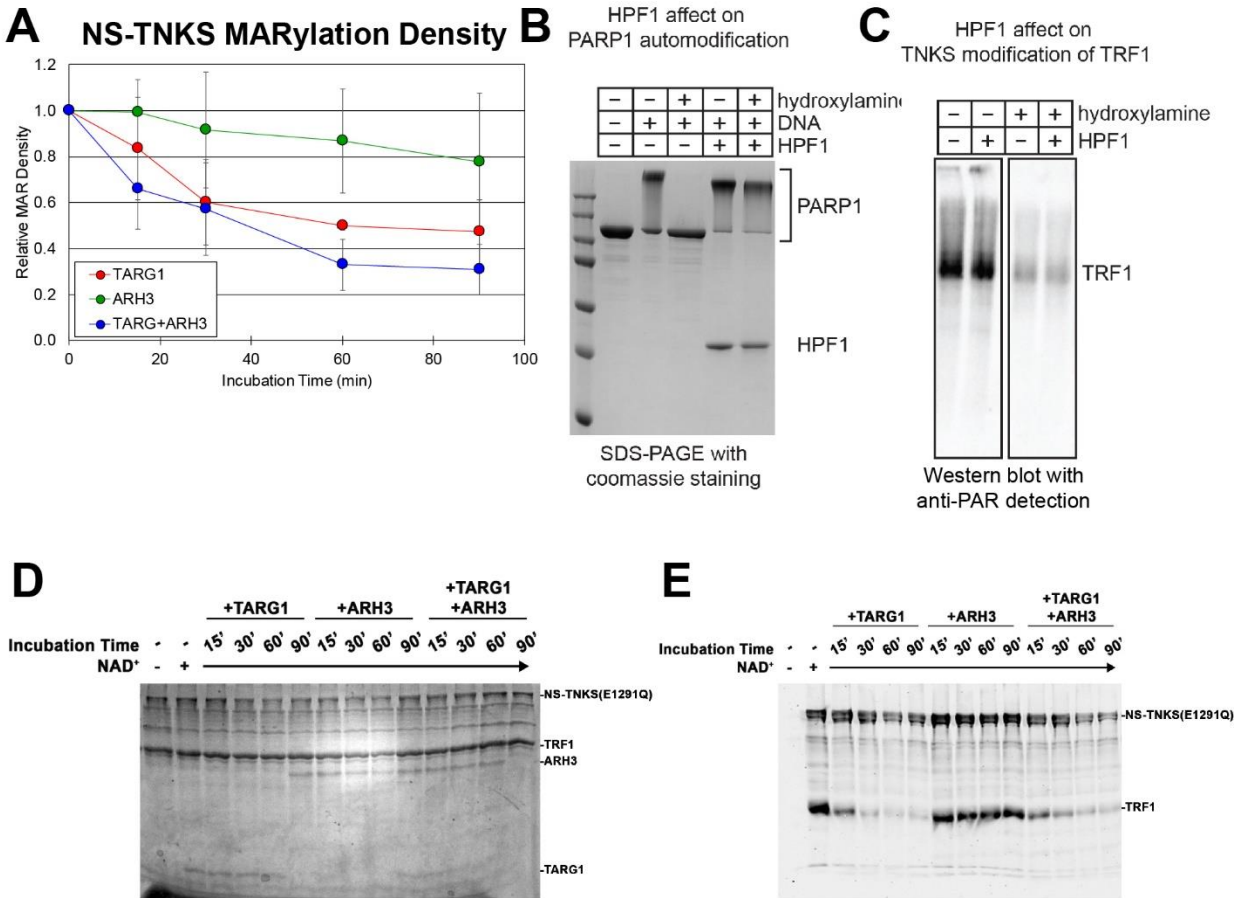 A
NS-TNKS MARylation Density
Relative MAR Density
1.2
1.0
0.8
0.6
0.4
0.2
0.0
TARG1
ARH3
TARG+ARH3
0 20 40 60 80 100
Incubation Time (min)
B
HPF1 affect on
PARP1 automodification
- - + - + hydroxylamine
- + + + + DNA
- - - + + HPF1
PARP1
HPF1
SDS-PAGE with
coomassie staining
C
HPF1 affect on
TNKS modification of TRF1
- - + + hydroxylamine
- + - + HPF1
TRF1
Western blot with
anti-PAR detection
D
+TARG1 +ARH3 +TARG1
+ARH3
Incubation Time - - 15' 30' 60' 90' 15' 30' 60' 90' 15' 30' 60' 90'
NAD+ - +
-NS-TNKS(E1291Q)
-TRF1
-ARH3
-TARG1
E
+TARG1 +ARH3 +TARG1
+ARH3
Incubation Time - - 15' 30' 60' 90' 15' 30' 60' 90' 15' 30' 60' 90'
NAD+ - +
-NS-TNKS(E1291Q)
-TRF1